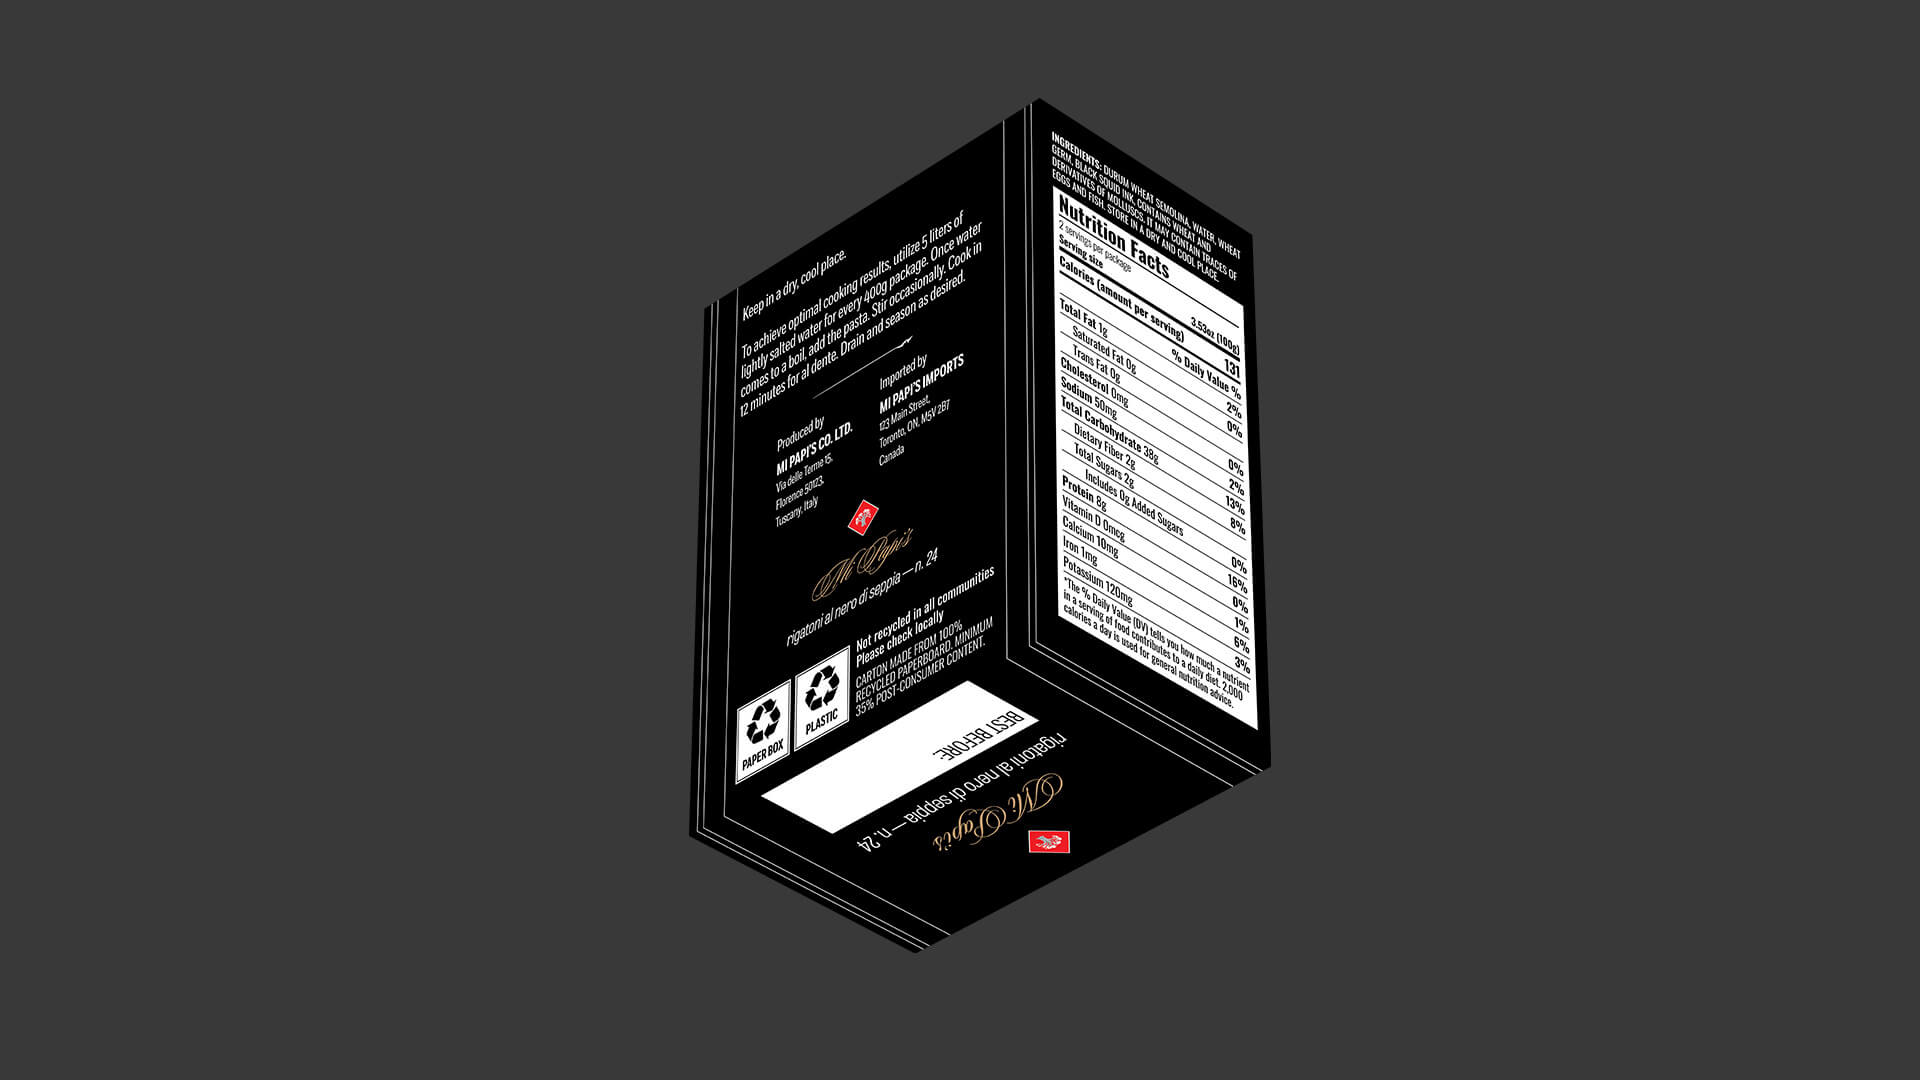 Keep in a dry, cool place.
To achieve optimal cooking results, utilize 5 liters of
lightly salted water for every 400g package. Once water
comes to a boil, add the pasta. Stir occasionally. Cook in
12 minutes for al dente. Drain and season as desired.
Produced by
MI PAPI'S CO. LTD.
Via delle Terme 15,
Florence 50123,
Tuscany, Italy
Imported by
MI PAPI'S IMPORTS
123 Main Street,
Toronto, ON, M5V 2B7
Canada
Mi Papi's
rigatoni al nero di seppia — n. 24
PAPER BOX
PLASTIC
Not recycled in all communities
Please check locally
CARTON MADE FROM 100%
RECYCLED PAPERBOARD. MINIMUM
35% POST-CONSUMER CONTENT.
INGREDIENTS: DURUM WHEAT SEMOLINA, WATER, WHEAT
GERM, BLACK SQUID INK. CONTAINS WHEAT AND
DERIVATIVES OF MOLLUSCS. IT MAY CONTAIN TRACES OF
EGGS AND FISH. STORE IN A DRY AND COOL PLACE.
Nutrition Facts
2 servings per package
Serving size 3.53oz (100g)
Calories (amount per serving) 131
% Daily Value %
Total Fat 1g 2%
Saturated Fat 0g 0%
Trans Fat 0g
Cholesterol 0mg 0%
Sodium 50mg 2%
Total Carbohydrate 38g 13%
Dietary Fiber 2g 8%
Total Sugars 2g
Includes 0g Added Sugars 0%
Protein 8g 16%
Vitamin D 0mcg 0%
Calcium 10mg 1%
Iron 1mg 6%
Potassium 120mg 3%
*The % Daily Value (DV) tells you how much a nutrient
in a serving of food contributes to a daily diet. 2,000
calories a day is used for general nutrition advice.
BEST BEFORE:
rigatoni al nero di seppia — n. 24
Mi Papi's